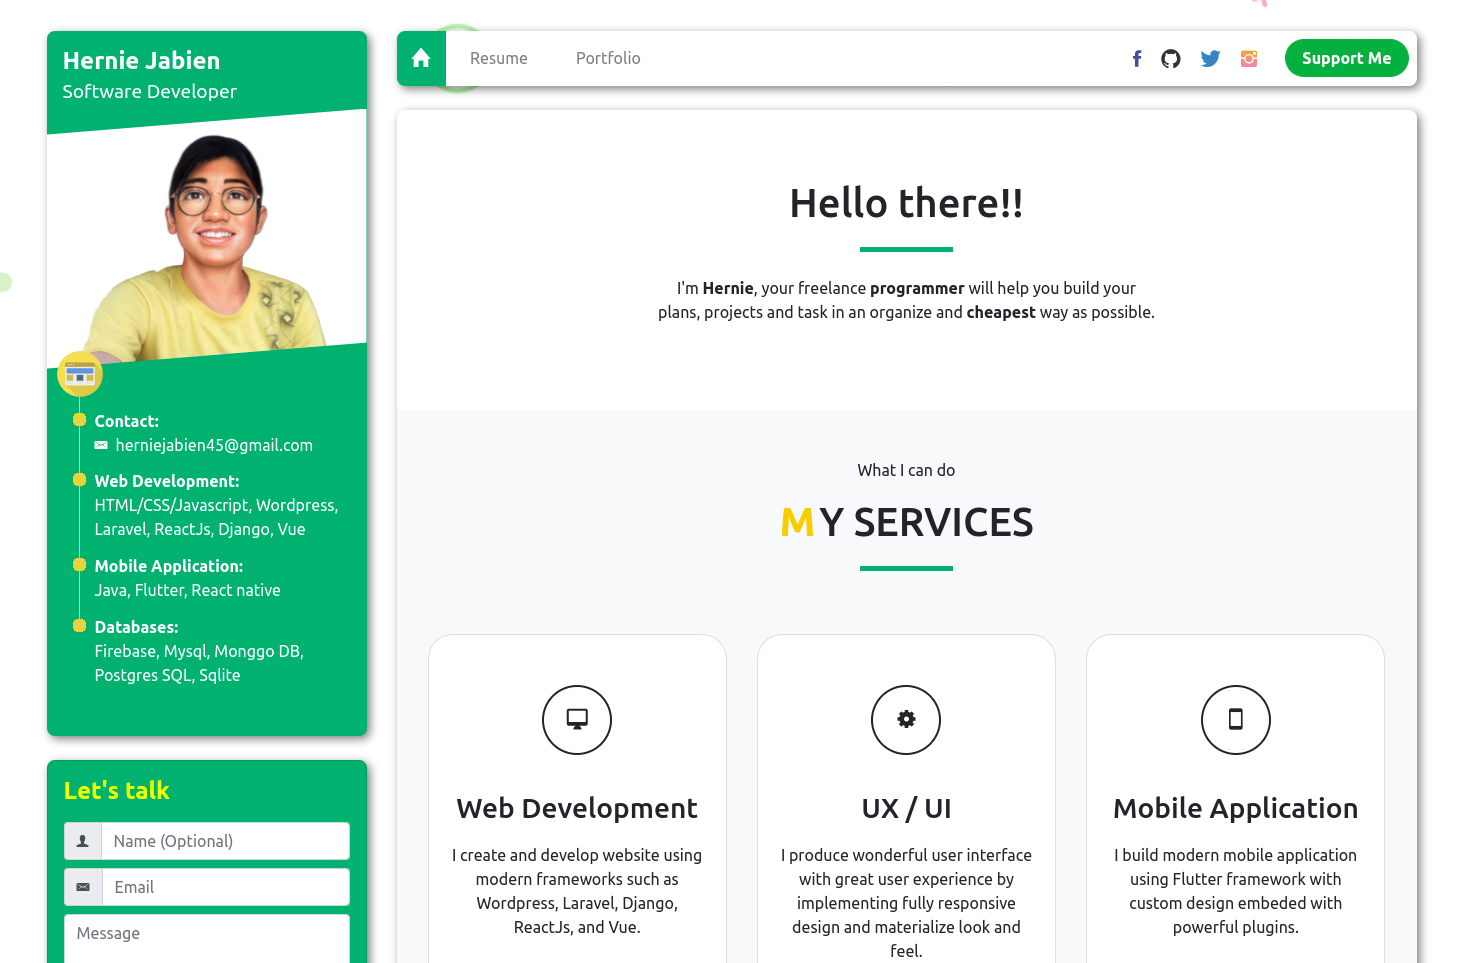 Hernie Jabien
Software Developer
Contact:
herniejabien45@gmail.com
Web Development:
HTML/CSS/Javascript, Wordpress,
Laravel, ReactJs, Django, Vue
Mobile Application:
Java, Flutter, React native
Databases:
Firebase, Mysql, Monggo DB,
Postgres SQL, Sqlite
Let's talk
Name (Optional)
Email
Message
Resume
Portfolio
Support Me
Hello there!!
I'm Hernie, your freelance programmer will help you build your
plans, projects and task in an organize and cheapest way as possible.
What I can do
MY SERVICES
Web Development
I create and develop website using
modern frameworks such as
Wordpress, Laravel, Django,
ReactJs, and Vue.
UX / UI
I produce wonderful user interface
with great user experience by
implementing fully responsive
design and materialize look and
feel.
Mobile Application
I build modern mobile application
using Flutter framework with
custom design embeded with
powerful plugins.